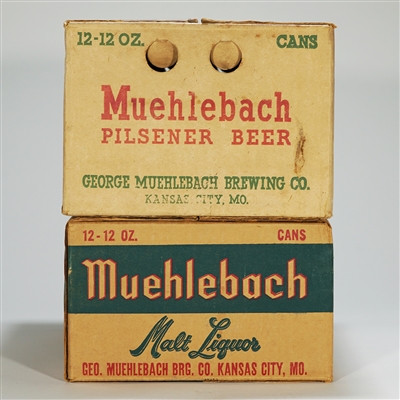 12-12 OZ. CANS
Muehlebach
PILSENER BEER
GEORGE MUEHLEBACH BREWING CO.
KANSAS CITY, MO.
12-12 OZ. CANS
Muehlebach
Malt Liquor
GEO. MUEHLEBACH BRG. CO. KANSAS CITY, MO.